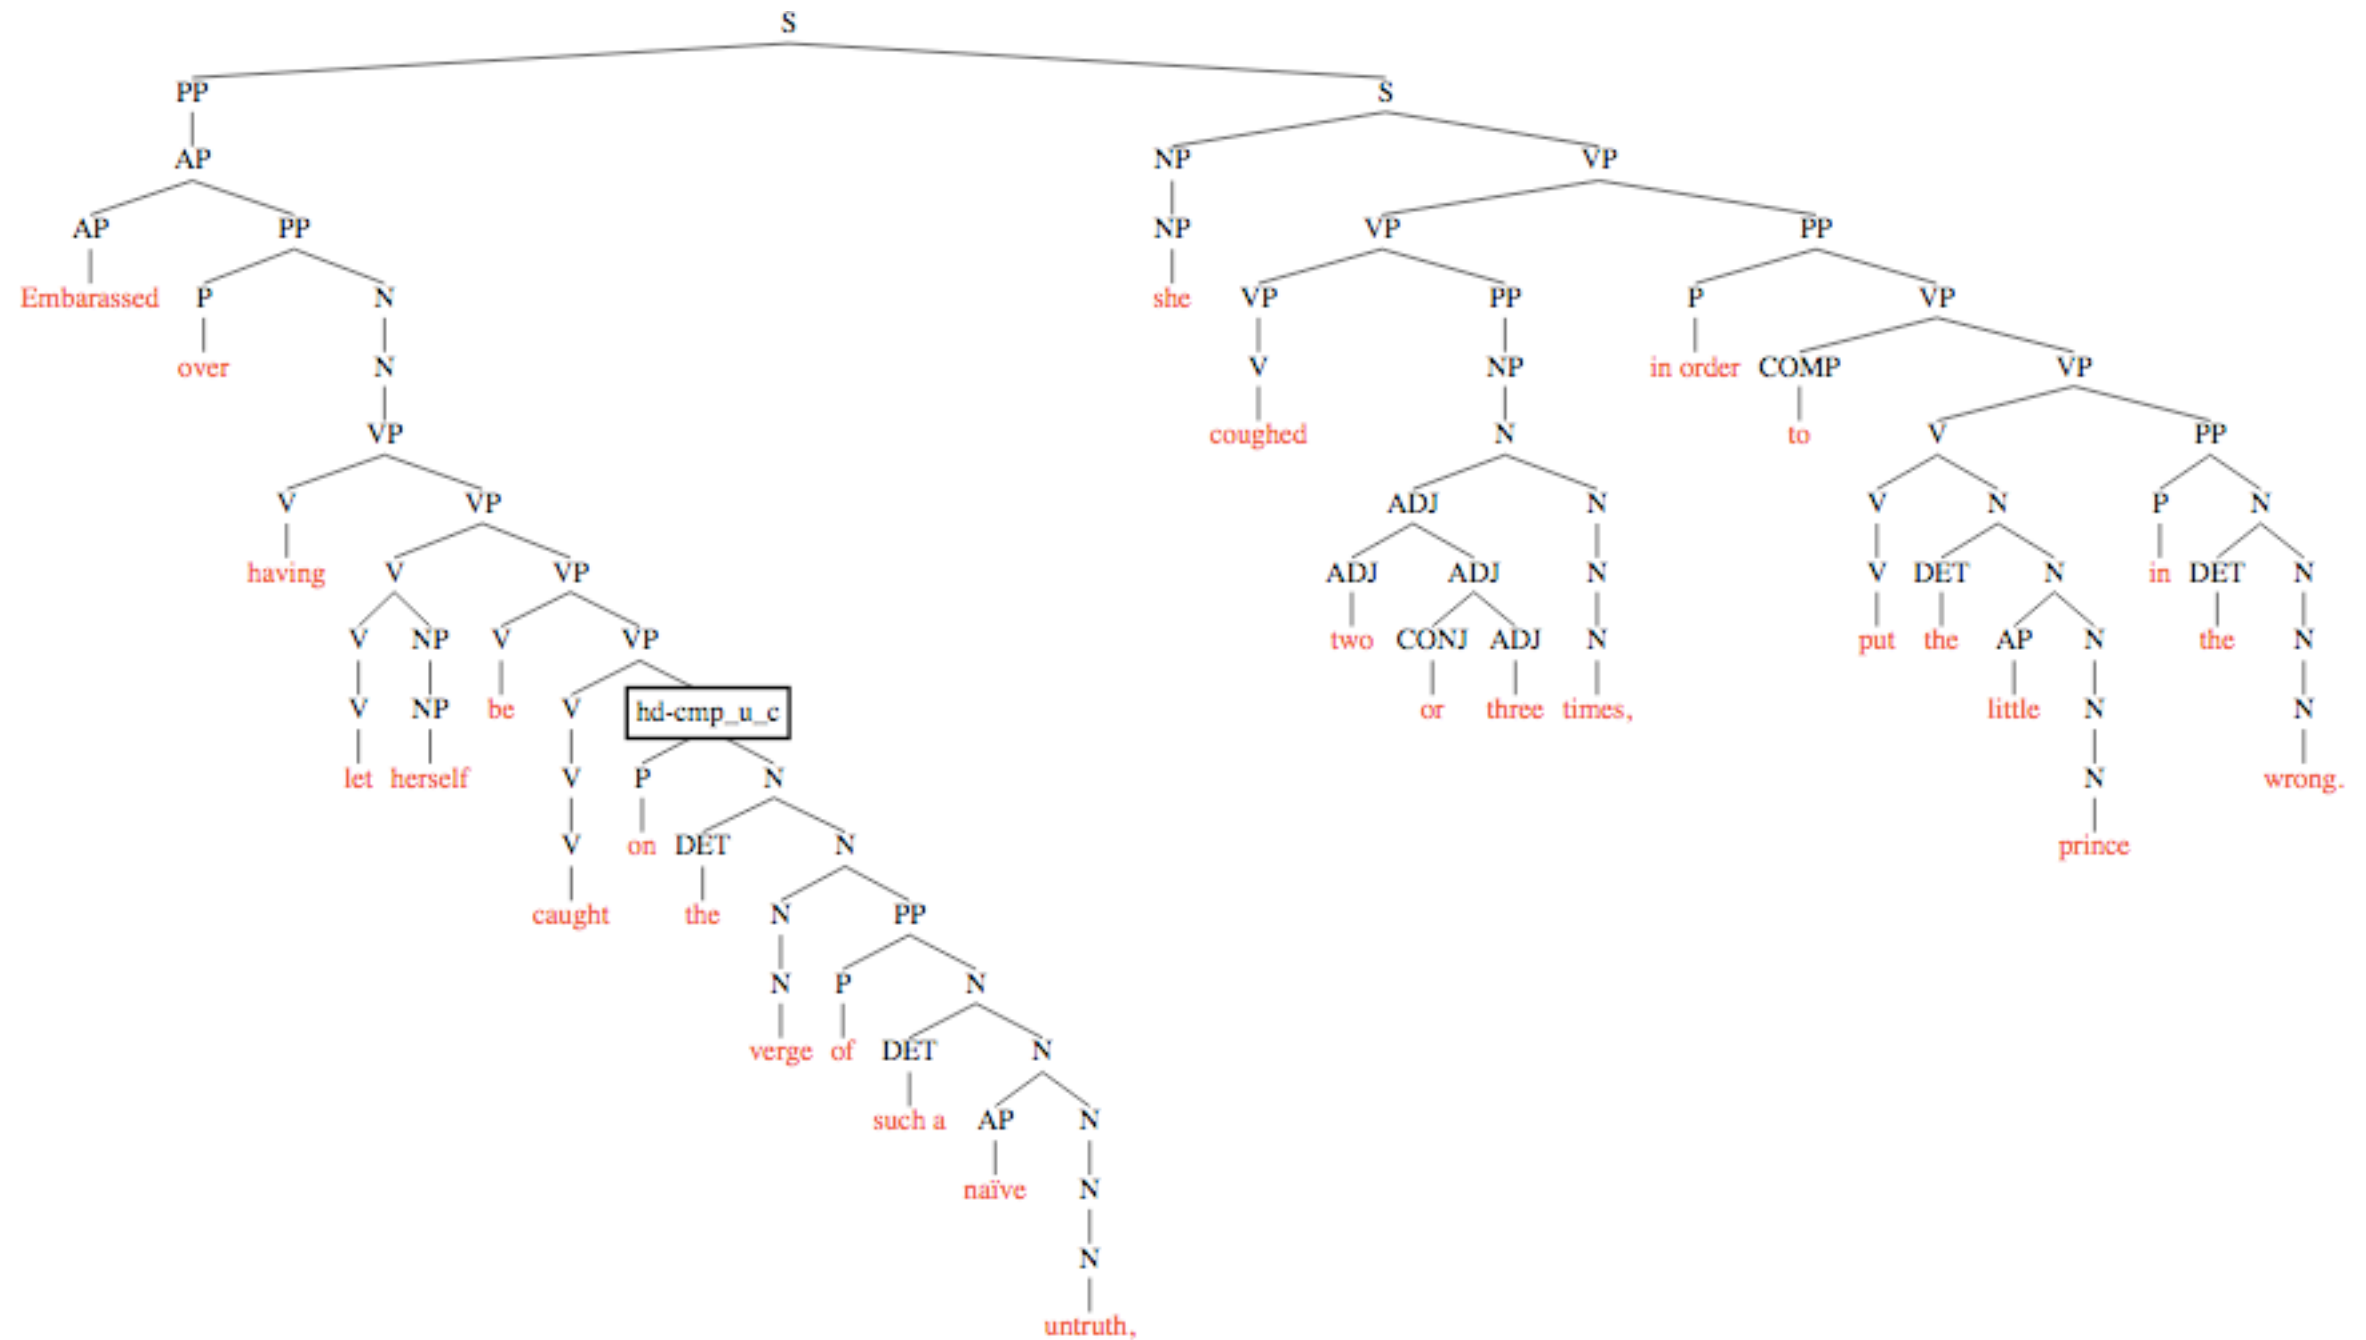 S
PP S
AP NP VP
AP PP NP VP PP
Embarassed P N she VP PP P VP
over N V NP in order COMP VP
VP coughed N to V PP
V VP ADJ N V N P N
having V VP ADJ ADJ N V DET N in DET N
V NP V VP two CONJ ADJ N put the AP N the N
V NP be V hd-cmp_u_c or three times, little N N
let herself V P N N wrong.
V on DET N prince
caught the N PP
N P N
verge of DET N
such a AP N
naïve N
N
untruth,